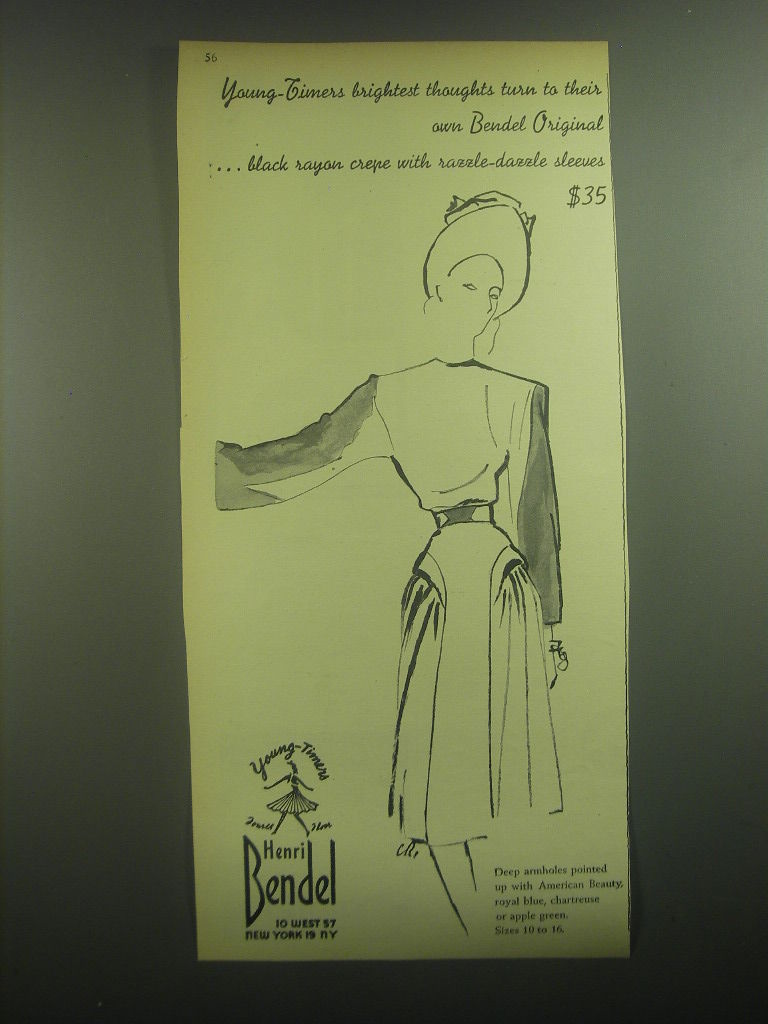 56
Young-Timers brightest thoughts turn to their
own Bendel Original
... black rayon crepe with razzle-dazzle sleeves
$35
Young-Timers
Henri
Bendel
10 WEST 57
NEW YORK 19 NY
CR.
Deep armholes pointed
up with American Beauty,
royal blue, chartreuse
or apple green.
Sizes 10 to 16.